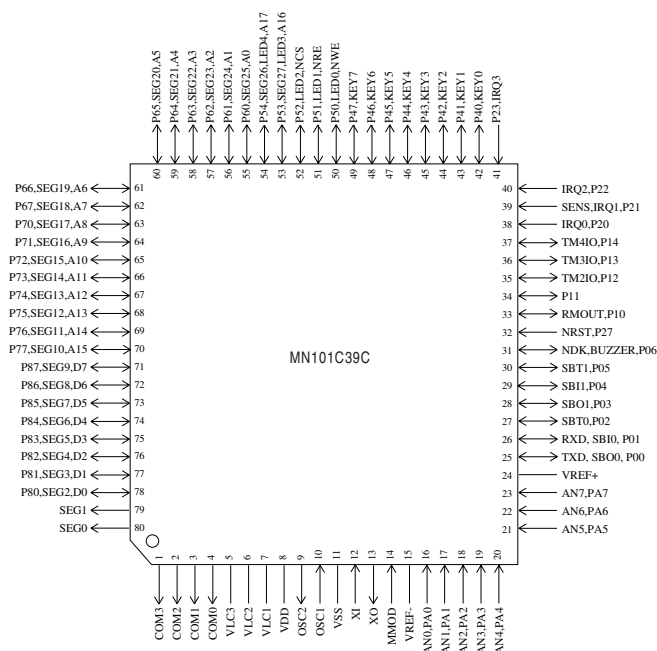 P65,SEG20,A5
P64,SEG21,A4
P63,SEG22,A3
P62,SEG23,A2
P61,SEG24,A1
P60,SEG25,A0
P54,SEG26,LED4,A17
P53,SEG27,LED3,A16
P52,LED2,NCS
P51,LED1,NRE
P50,LED0,NWE
P47,KEY7
P46,KEY6
P45,KEY5
P44,KEY4
P43,KEY3
P42,KEY2
P41,KEY1
P40,KEY0
P23,IRQ3
60 59 58 57 56 55 54 53 52 51 50 49 48 47 46 45 44 43 42 41
P66,SEG19,A6 61
P67,SEG18,A7 62
P70,SEG17,A8 63
P71,SEG16,A9 64
P72,SEG15,A10 65
P73,SEG14,A11 66
P74,SEG13,A12 67
P75,SEG12,A13 68
P76,SEG11,A14 69
P77,SEG10,A15 70
P87,SEG9,D7 71
P86,SEG8,D6 72
P85,SEG7,D5 73
P84,SEG6,D4 74
P83,SEG5,D3 75
P82,SEG4,D2 76
P81,SEG3,D1 77
P80,SEG2,D0 78
SEG1 79
SEG0 80
MN101C39C
40 IRQ2,P22
39 SENS,IRQ1,P21
38 IRQ0,P20
37 TM4IO,P14
36 TM3IO,P13
35 TM2IO,P12
34 P11
33 RMOUT,P10
32 NRST,P27
31 NDK,BUZZER,P06
30 SBT1,P05
29 SBI1,P04
28 SBO1,P03
27 SBT0,P02
26 RXD, SBI0, P01
25 TXD, SBO0, P00
24 VREF+
23 AN7,PA7
22 AN6,PA6
21 AN5,PA5
1 2 3 4 5 6 7 8 9 10 11 12 13 14 15 16 17 18 19 20
COM3
COM2
COM1
COM0
VLC3
VLC2
VLC1
VDD
OSC2
OSC1
VSS
XI
XO
MMOD
VREF-
AN0,PA0
AN1,PA1
AN2,PA2
AN3,PA3
AN4,PA4